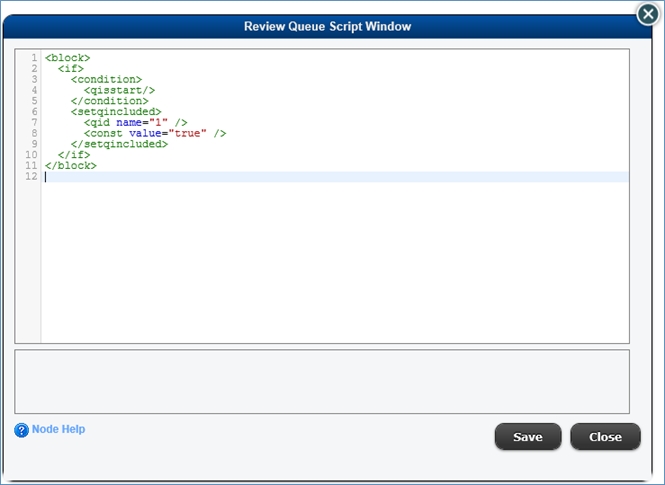 Review Queue Script Window
1 <block>
2   <if>
3     <condition>
4       <qisstart/>
5     </condition>
6     <setqincluded>
7       <qid name="1" />
8       <const value="true" />
9     </setqincluded>
10   </if>
11 </block>
12
? Node Help
Save Close